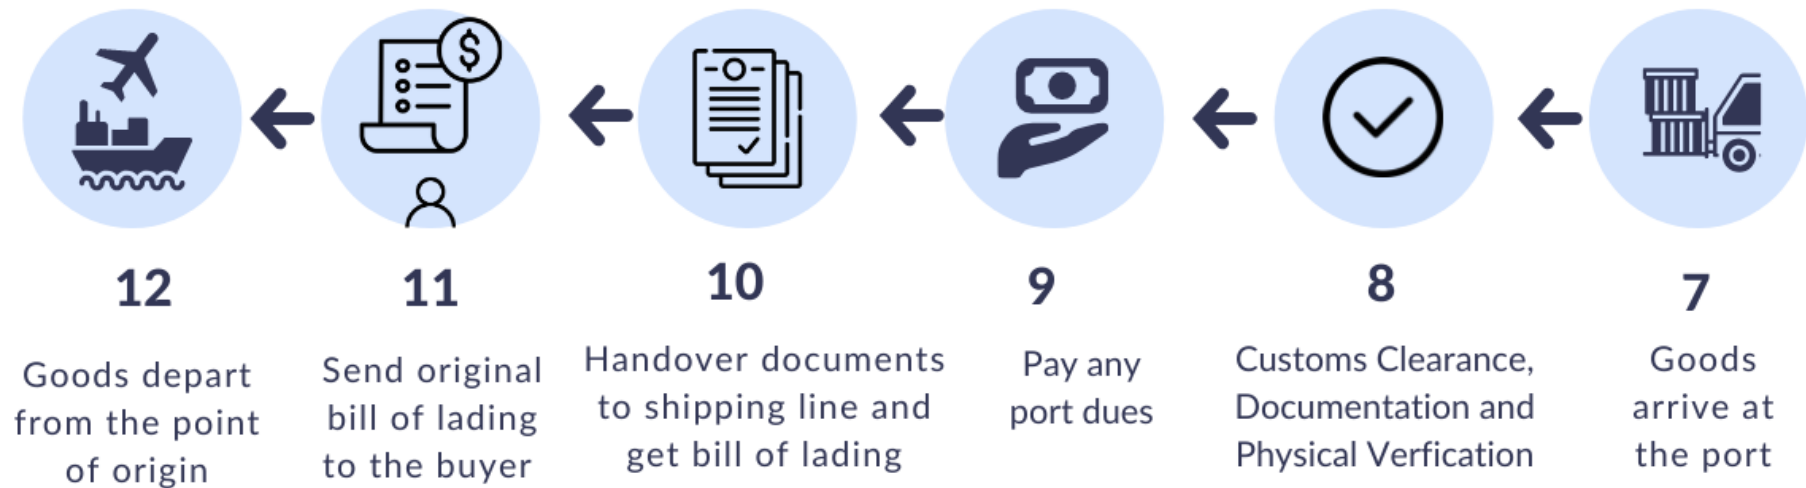 12
Goods depart
from the point
of origin
11
Send original
bill of lading
to the buyer
10
Handover documents
to shipping line and
get bill of lading
9
Pay any
port dues
8
Customs Clearance,
Documentation and
Physical Verfication
7
Goods
arrive at
the port
$